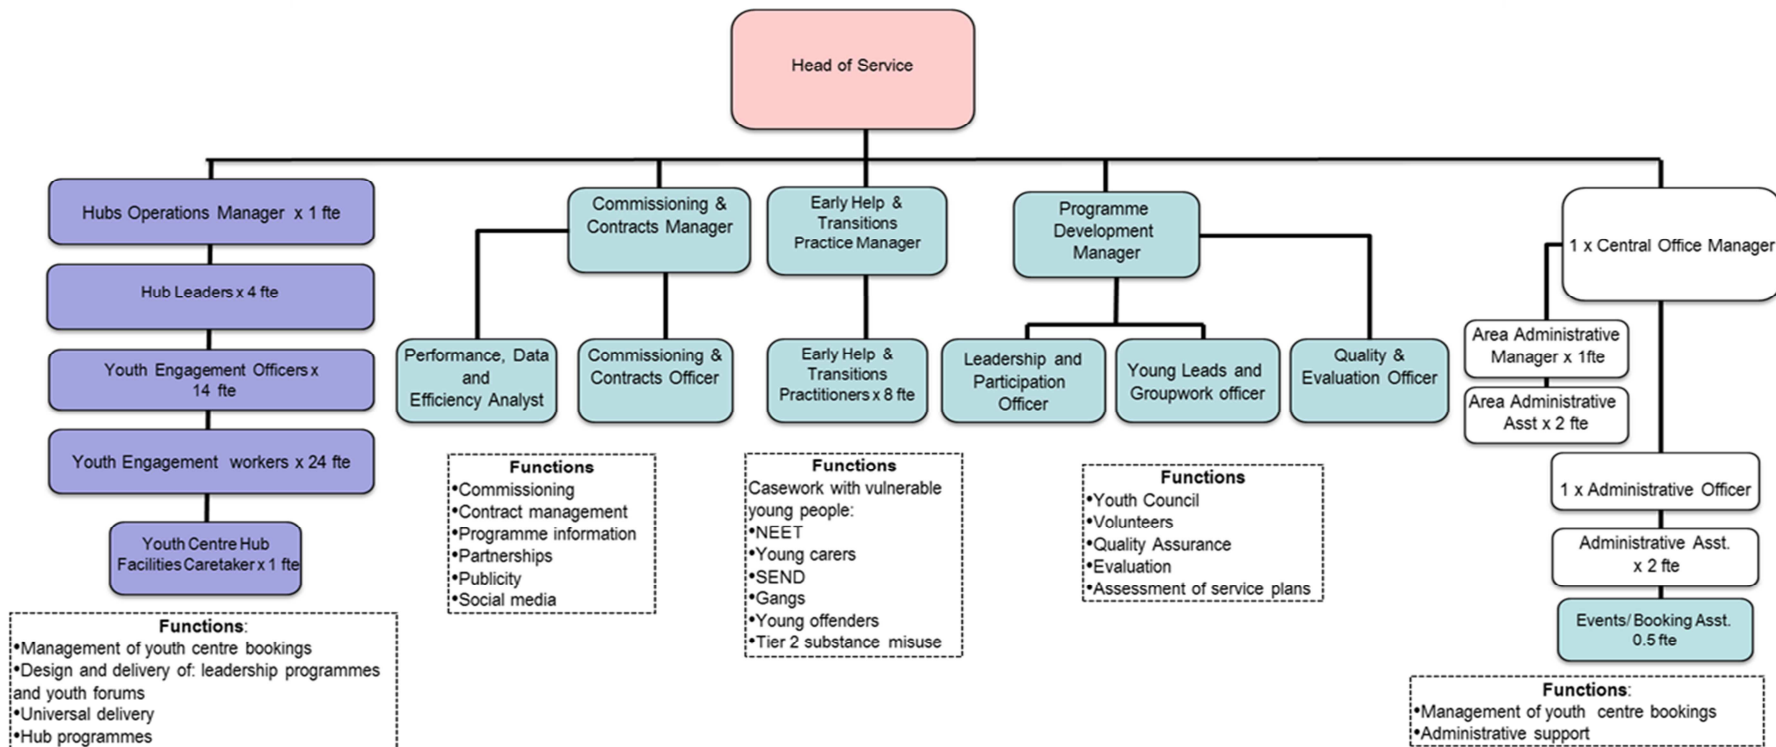 Head of Service
Hubs Operations Manager x 1 fte
Hub Leaders x 4 fte
Youth Engagement Officers x
14 fte
Youth Engagement workers x 24 fte
Youth Centre Hub
Facilities Caretaker x 1 fte
Functions:
•Management of youth centre bookings
•Design and delivery of: leadership programmes
and youth forums
•Universal delivery
•Hub programmes
Commissioning &
Contracts Manager
Performance, Data
and
Efficiency Analyst
Commissioning &
Contracts Officer
Functions
•Commissioning
•Contract management
•Programme information
•Partnerships
•Publicity
•Social media
Early Help &
Transitions
Practice Manager
Early Help &
Transitions
Practitioners x 8 fte
Functions
Casework with vulnerable
young people:
•NEET
•Young carers
•SEND
•Gangs
•Young offenders
•Tier 2 substance misuse
Programme
Development
Manager
Leadership and
Participation
Officer
Young Leads and
Groupwork officer
Quality &
Evaluation Officer
Functions
•Youth Council
•Volunteers
•Quality Assurance
•Evaluation
•Assessment of service plans
1 x Central Office Manager
Area Administrative
Manager x 1fte
Area Administrative
Asst x 2 fte
1 x Administrative Officer
Administrative Asst.
x 2 fte
Events/ Booking Asst.
0.5 fte
Functions:
•Management of youth centre bookings
•Administrative support